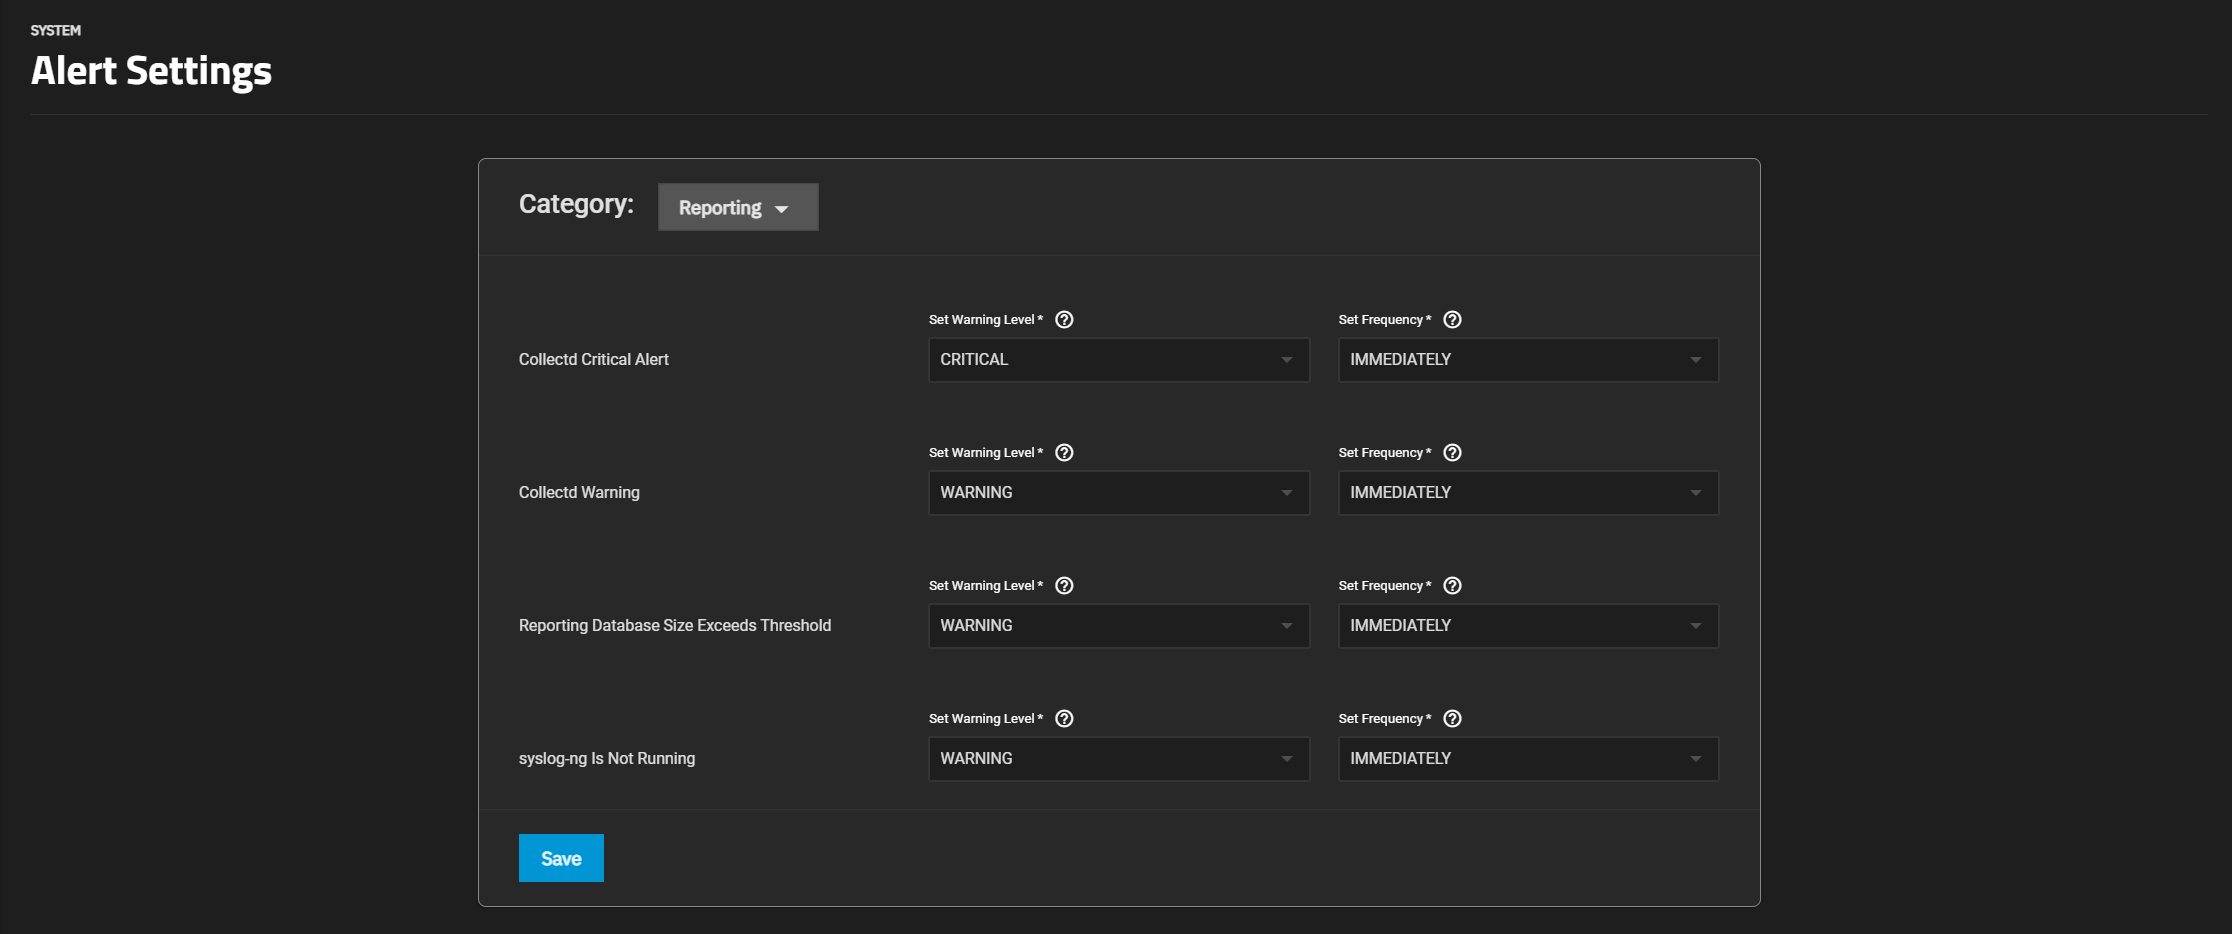 SYSTEM
Alert Settings
Category: Reporting
Set Warning Level * Set Frequency *
Collectd Critical Alert CRITICAL IMMEDIATELY
Set Warning Level * Set Frequency *
Collectd Warning WARNING IMMEDIATELY
Set Warning Level * Set Frequency *
Reporting Database Size Exceeds Threshold WARNING IMMEDIATELY
Set Warning Level * Set Frequency *
syslog-ng Is Not Running WARNING IMMEDIATELY
Save